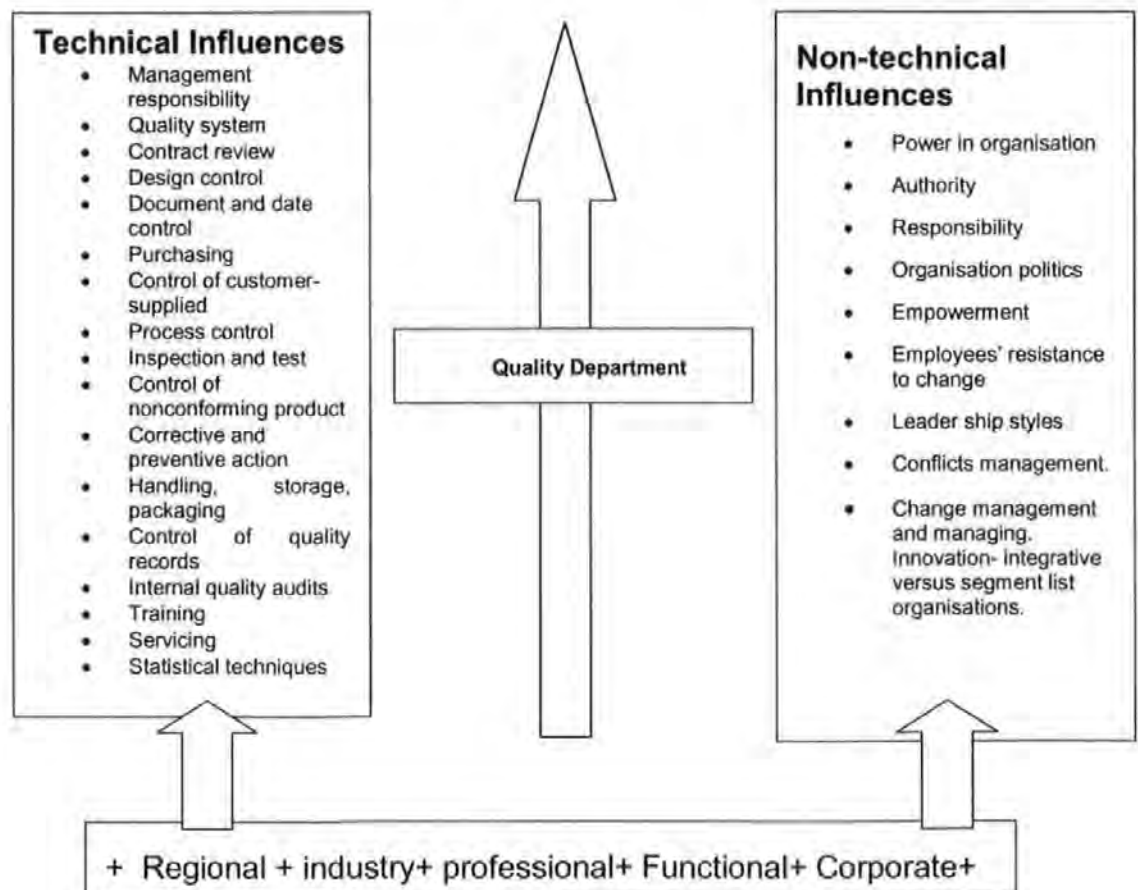 Technical Influences
• Management
responsibility
• Quality system
• Contract review
• Design control
• Document and date
control
• Purchasing
• Control of customer-
supplied
• Process control
• Inspection and test
• Control of
nonconforming product
• Corrective and
preventive action
• Handling, storage,
packaging
• Control of quality
records
• Internal quality audits
• Training
• Servicing
• Statistical techniques
Quality Department
Non-technical
Influences
• Power in organisation
• Authority
• Responsibility
• Organisation politics
• Empowerment
• Employees' resistance
to change
• Leader ship styles
• Conflicts management.
• Change management
and managing.
Innovation- integrative
versus segment list
organisations.
+ Regional + industry+ professional+ Functional+ Corporate+